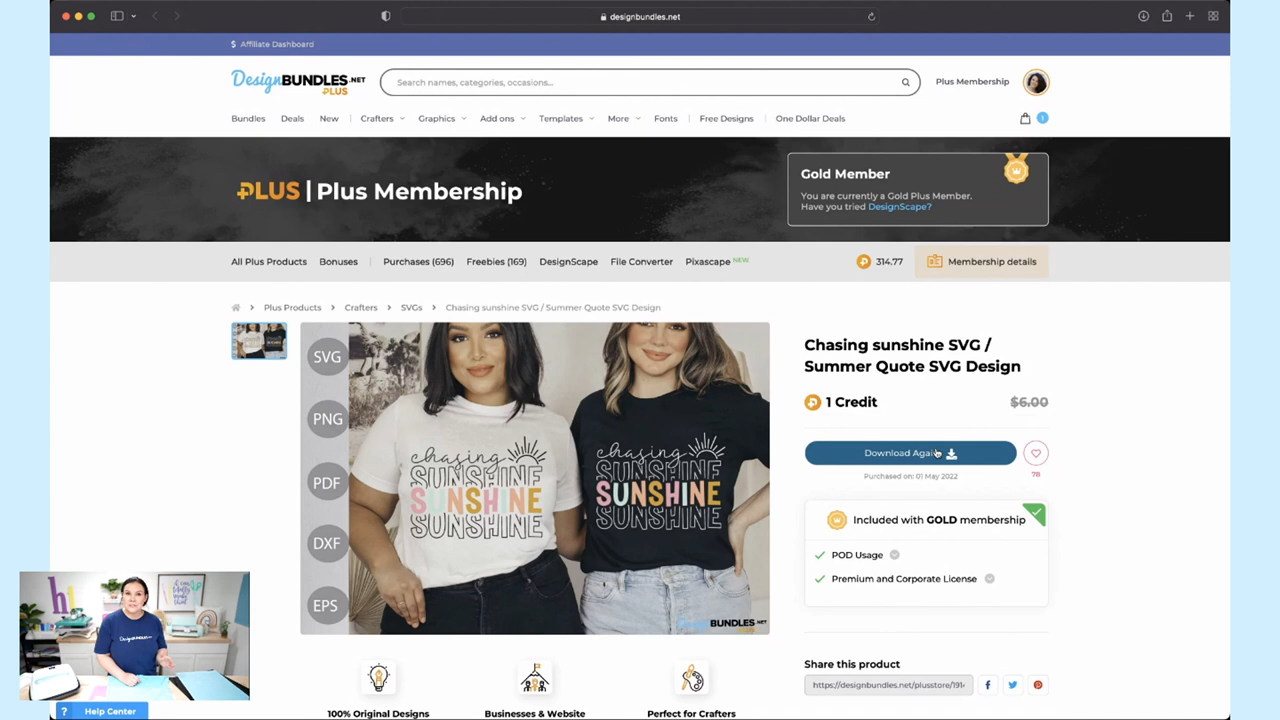 designbundles.net
$ Affiliate Dashboard
DesignBUNDLES.NET
PLUS
Search names, categories, occasions...
Plus Membership
Bundles Deals New | Crafters Graphics Add ons Templates More Fonts | Free Designs | One Dollar Deals
1
PLUS | Plus Membership
Gold Member
You are currently a Gold Plus Member.
Have you tried DesignScape?
All Plus Products Bonuses | Purchases (696) Freebies (169) DesignScape File Converter Pixascape NEW
314.77
Membership details
Plus Products > Crafters > SVGs > Chasing sunshine SVG / Summer Quote SVG Design
SVG
PNG
PDF
DXF
EPS
chasing
SUNSHINE
SUNSHINE
SUNSHINE
chasing
SUNSHINE
SUNSHINE
SUNSHINE
DesignBUNDLES.NET
PLUS
Chasing sunshine SVG /
Summer Quote SVG Design
1 Credit
$6.00
Download Again
Purchased on: 01 May 2022
78
Included with GOLD membership
POD Usage
Premium and Corporate License
Share this product
https://designbundles.net/plusstore/191
100% Original Designs
Businesses & Website
Perfect for Crafters
? Help Center